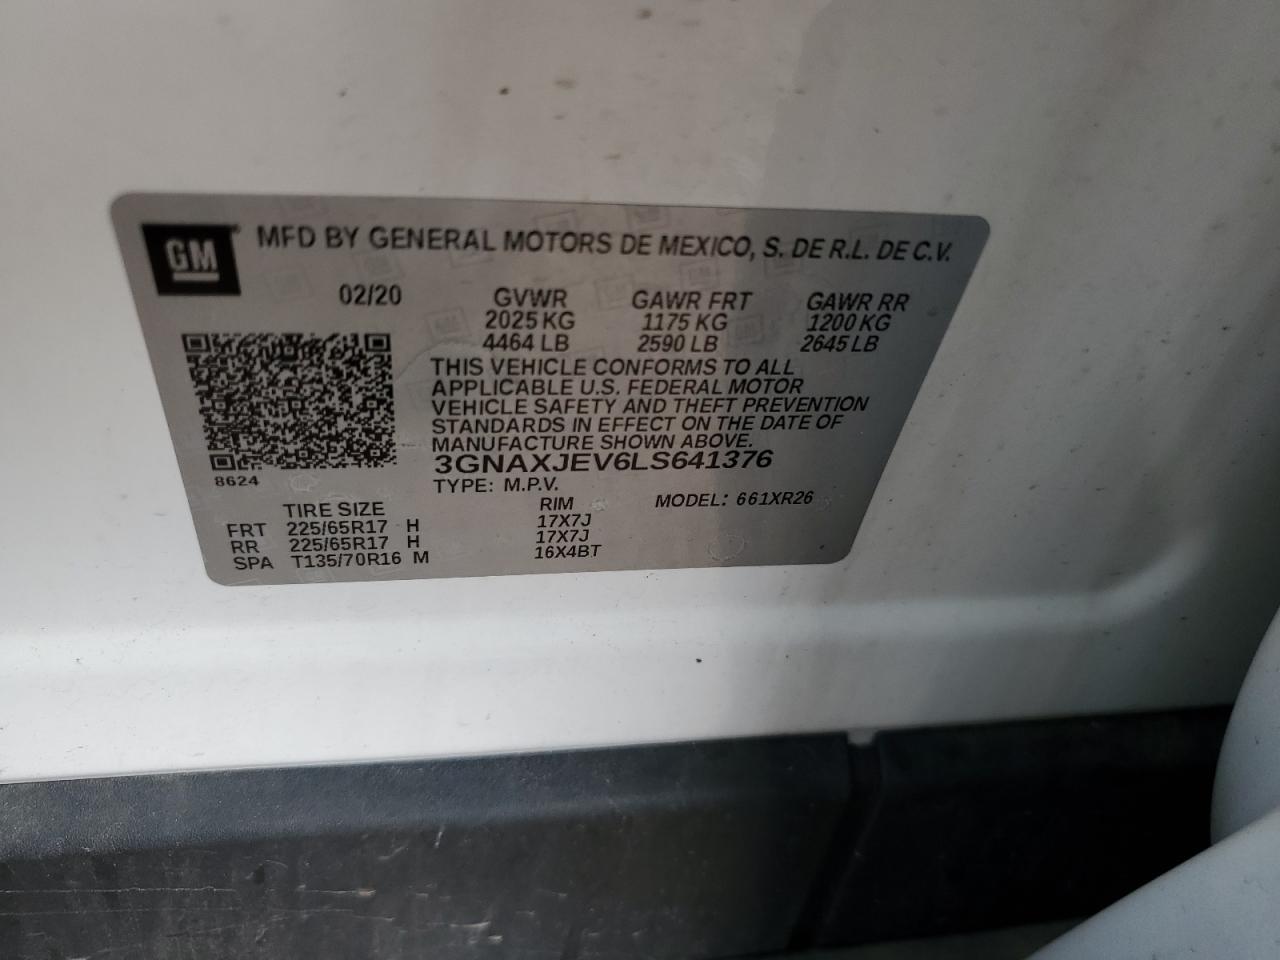 GM MFD BY GENERAL MOTORS DE MEXICO, S. DE R.L. DE C.V.
02/20 GVWR GAWR FRT GAWR RR
2025 KG 1175 KG 1200 KG
4464 LB 2590 LB 2645 LB
THIS VEHICLE CONFORMS TO ALL
APPLICABLE U.S. FEDERAL MOTOR
VEHICLE SAFETY AND THEFT PREVENTION
STANDARDS IN EFFECT ON THE DATE OF
MANUFACTURE SHOWN ABOVE.
3GNAXJEV6LS641376
8624 TYPE: M.P.V.
TIRE SIZE RIM MODEL: 661XR26
FRT 225/65R17 H 17X7J
RR 225/65R17 H 17X7J
SPA T135/70R16 M 16X4BT